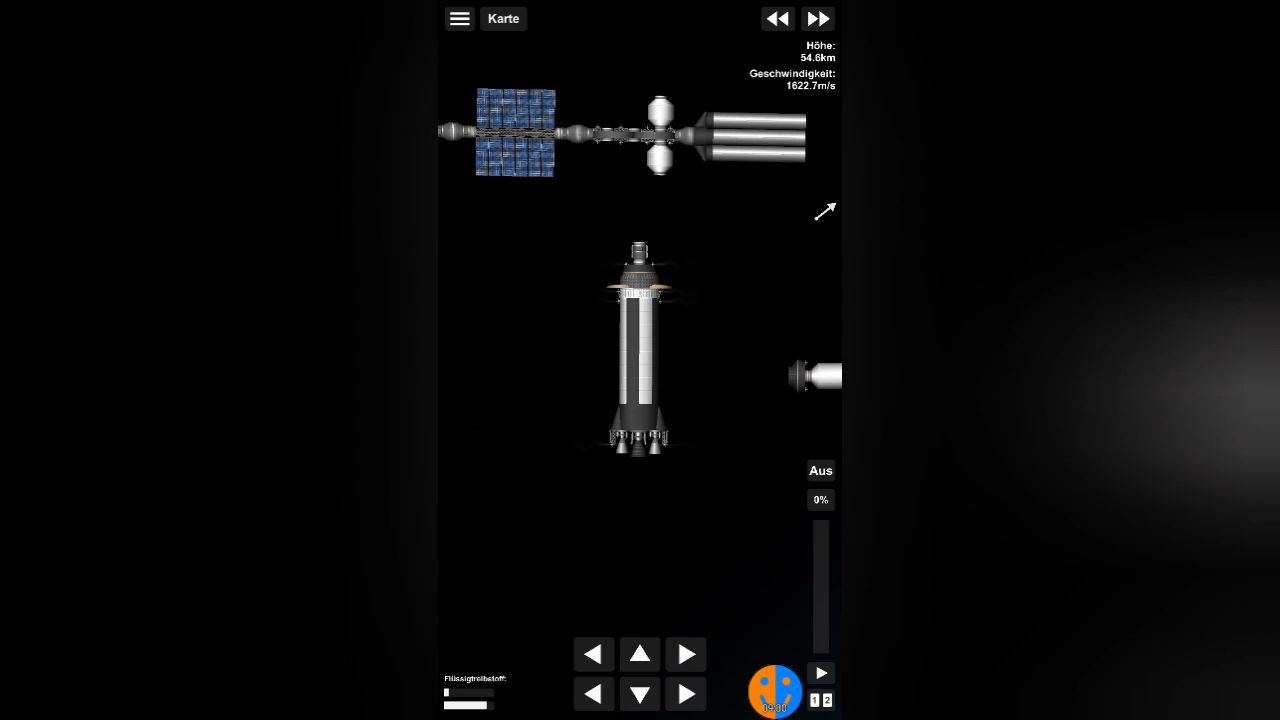 Karte
Höhe:
54.6km
Geschwindigkeit:
1622.7m/s
Aus
0%
Flüssigtreibstoff:
1 2